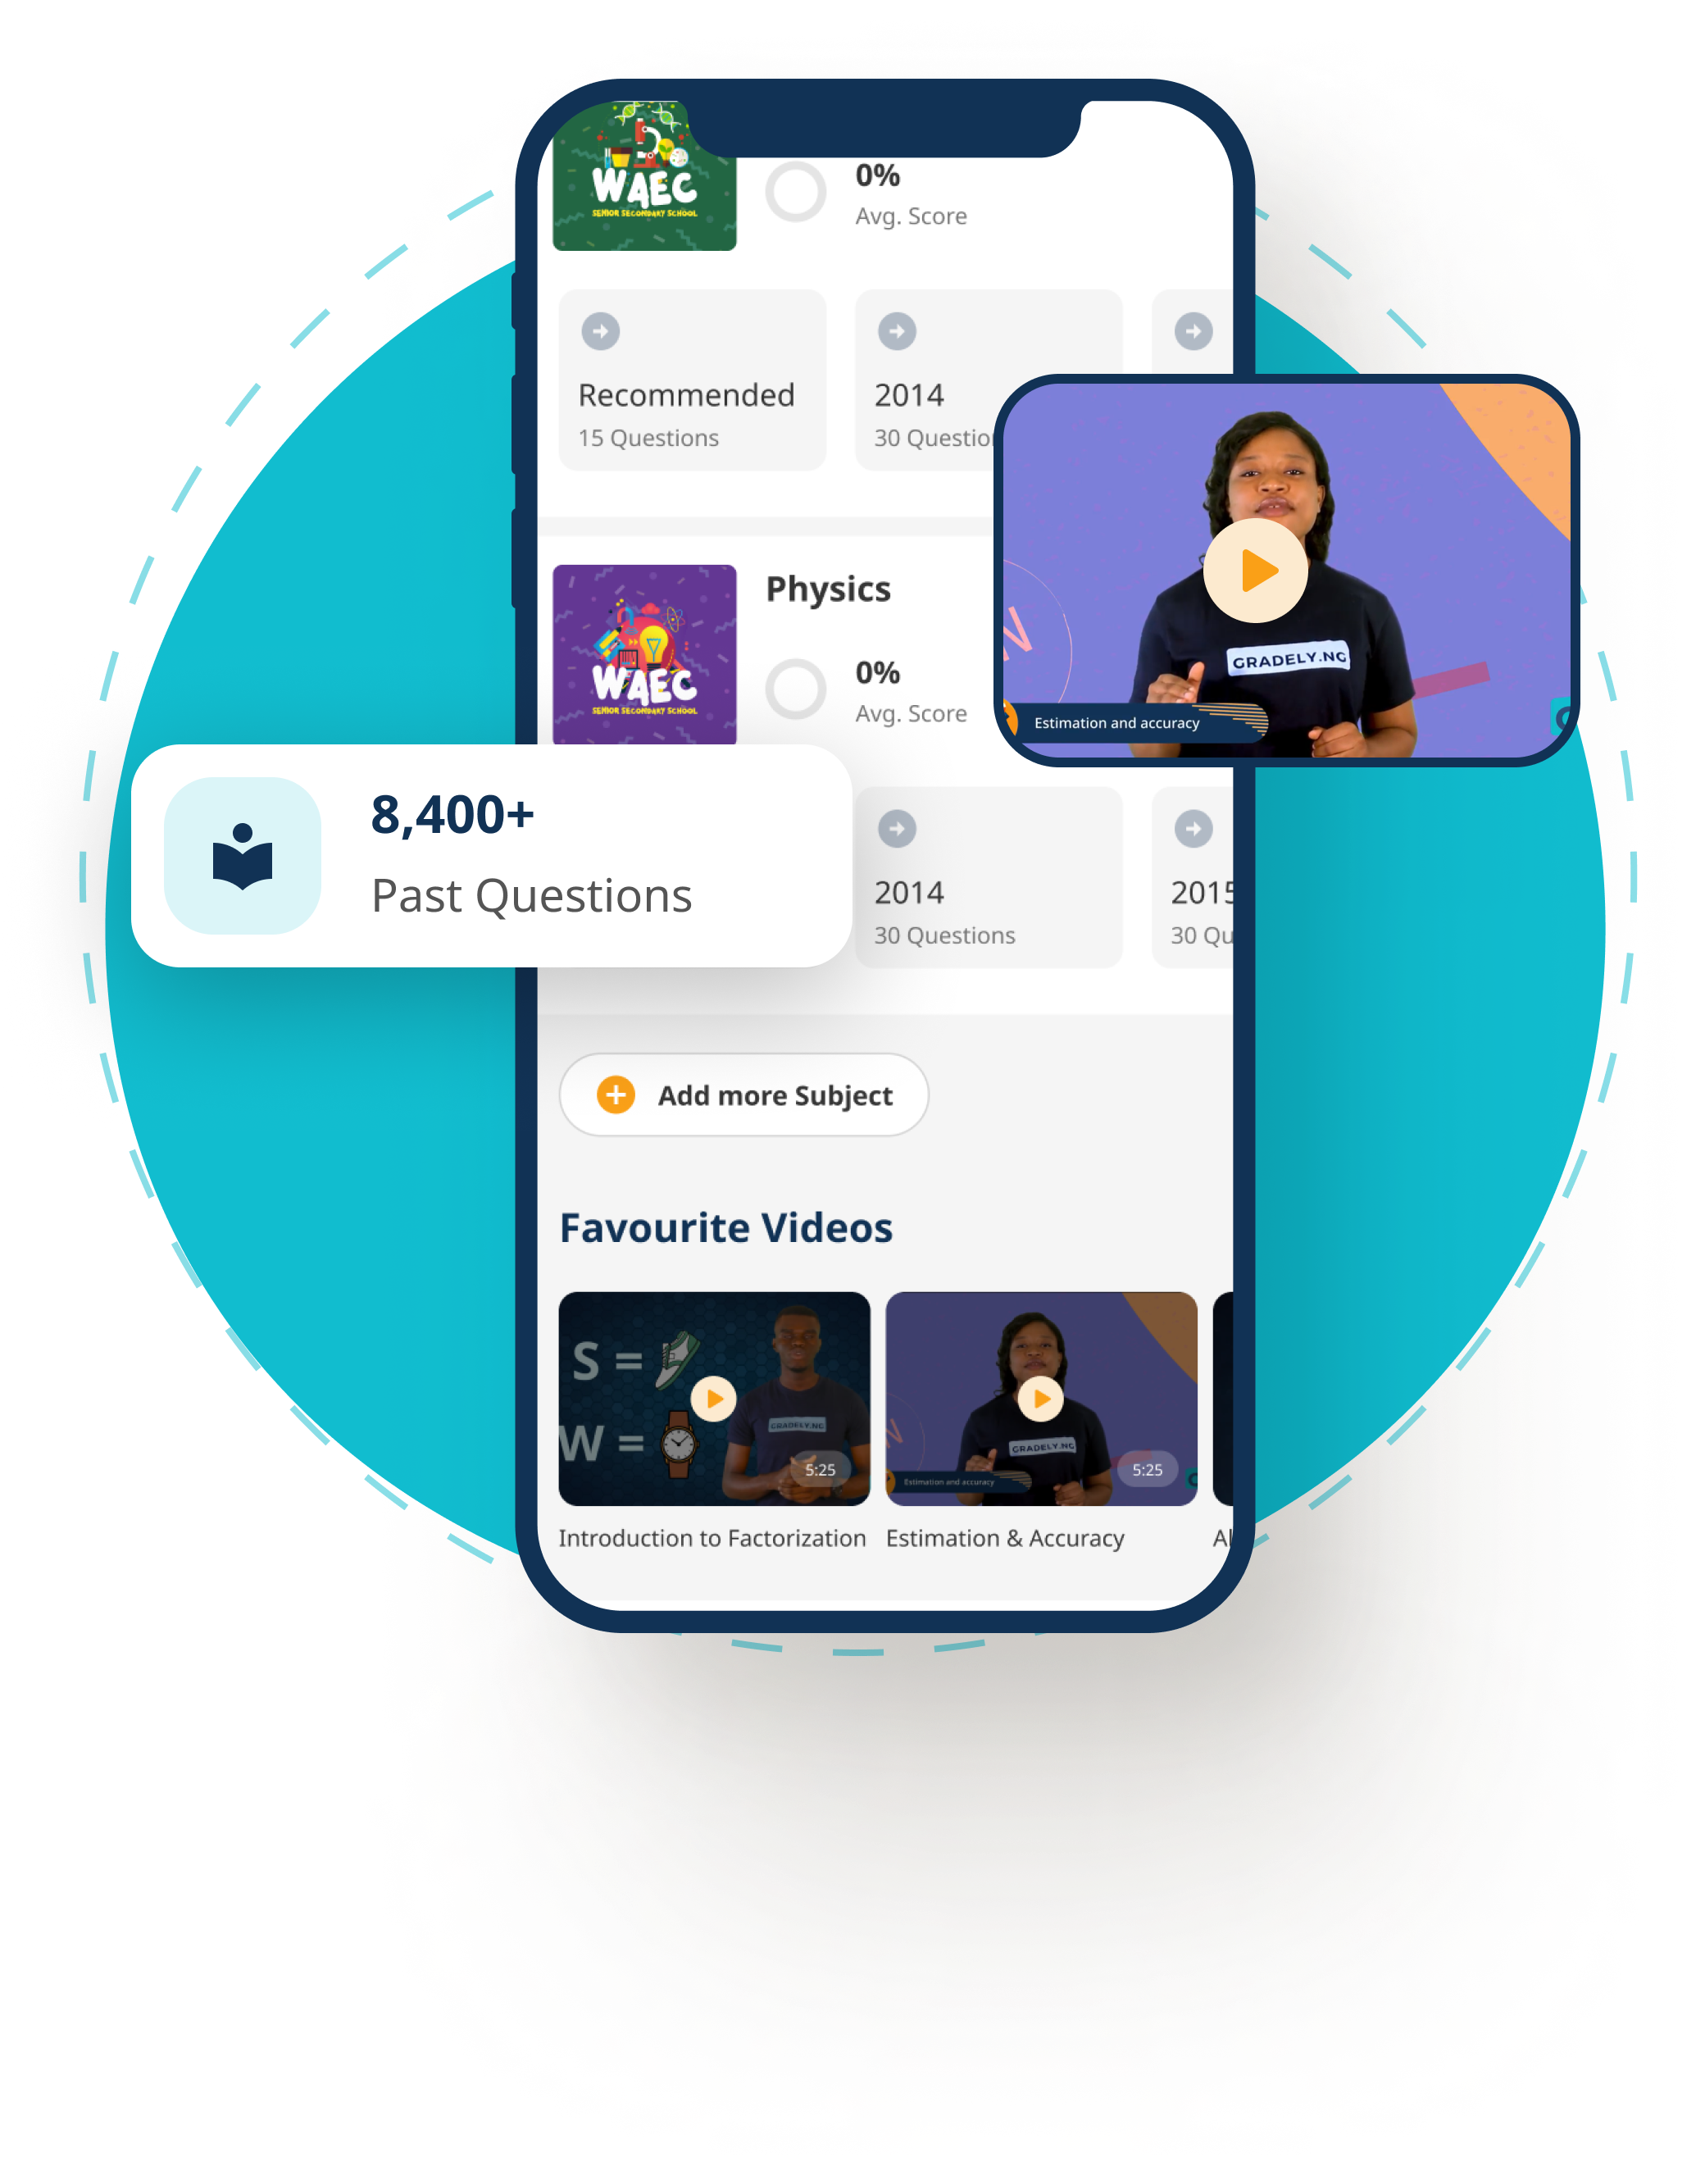 WAEC
SENIOR SECONDARY SCHOOL
0%
Avg. Score
Recommended
15 Questions
2014
30 Question
Physics
WAEC
SENIOR SECONDARY SCHOOL
0%
Avg. Score
GRADELY.NG
Estimation and accuracy
8,400+
Past Questions
2014
30 Questions
2015
30 Qu
Add more Subject
Favourite Videos
S =
W =
GRADELY.NG
5:25
GRADELY.NG
Estimation and accuracy
5:25
Introduction to Factorization
Estimation & Accuracy